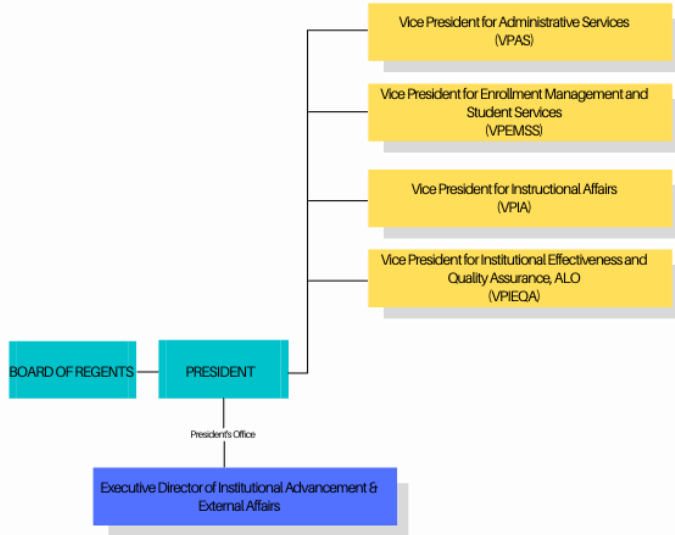 Vice President for Administrative Services
(VPAS)
Vice President for Enrollment Management and
Student Services
(VPEMSS)
Vice President for Instructional Affairs
(VPIA)
Vice President for Institutional Effectiveness and
Quality Assurance, ALO
(VPIEQA)
BOARD OF REGENTS
PRESIDENT
President's Office
Executive Director of Institutional Advancement &
External Affairs